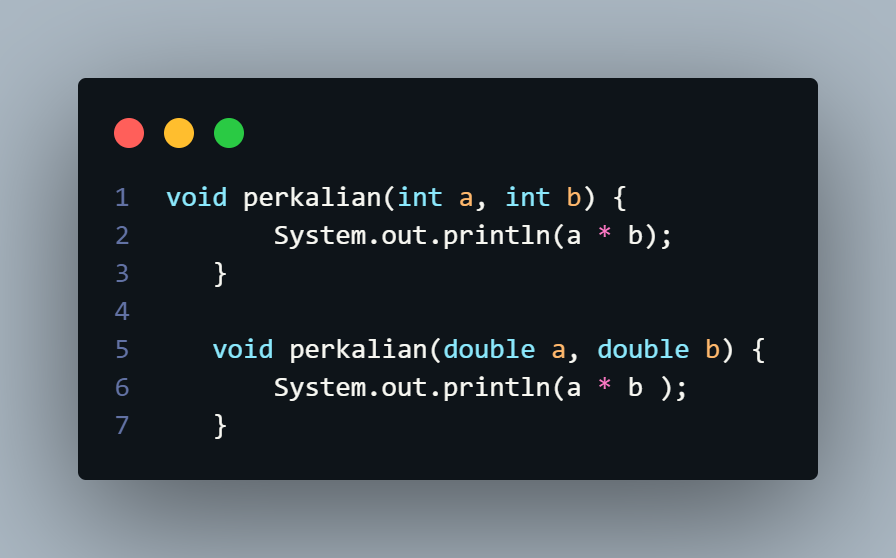 1 void perkalian(int a, int b) {
2 System.out.println(a * b);
3 }
4
5 void perkalian(double a, double b) {
6 System.out.println(a * b );
7 }